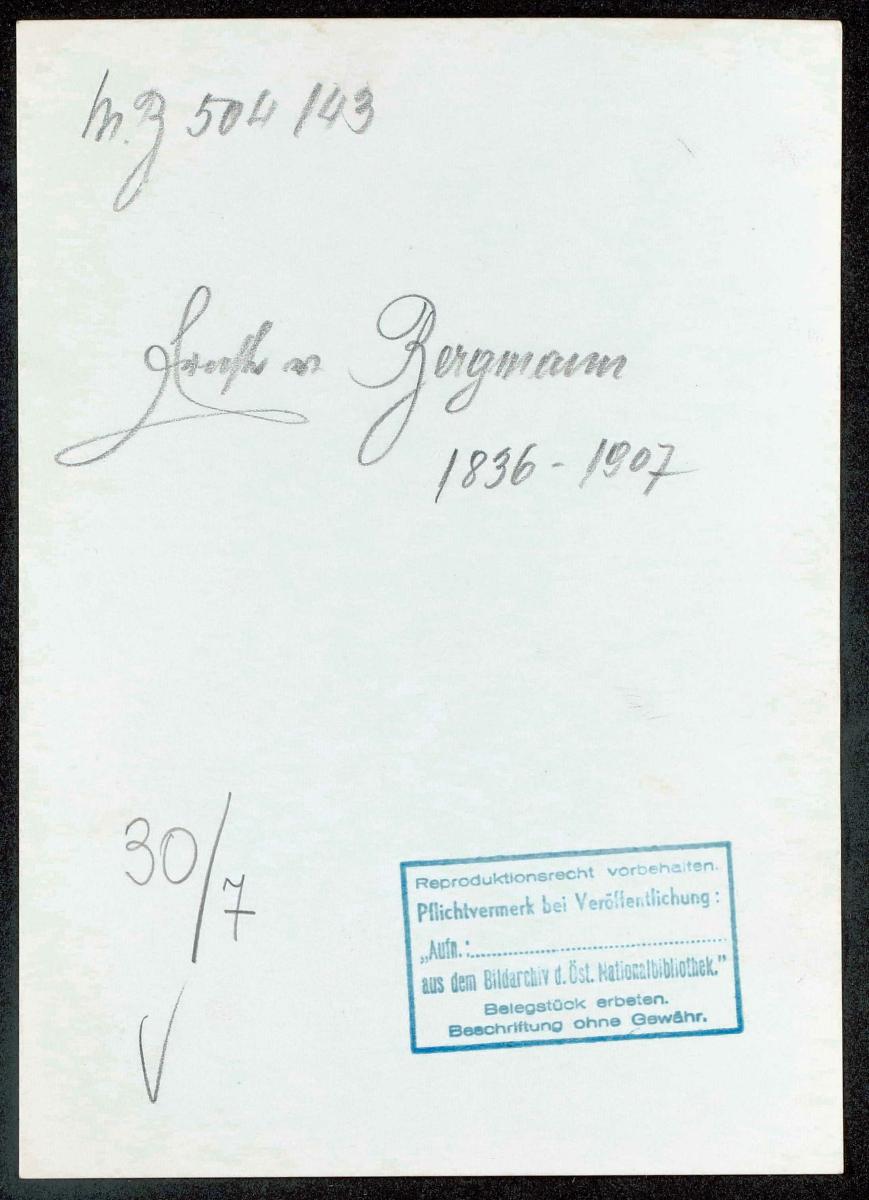 N.B 504/143
Ernst v Bergmann
1836 - 1907
30/7
V
Reproduktionsrecht vorbehalten.
Pflichtvermerk bei Veröffentlichung:
„Aufn.:........................
aus dem Bildarchiv d. Öst. Nationalbibliothek."
Belegstück erbeten.
Beschriftung ohne Gewähr.